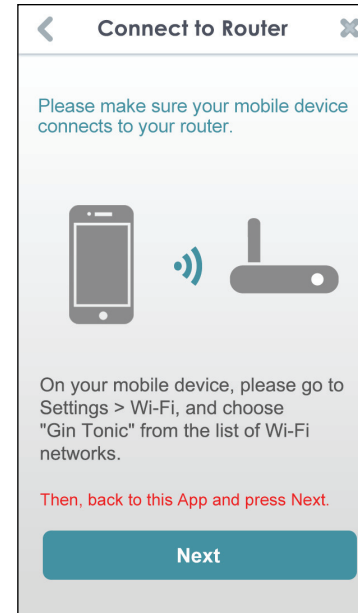 Connect to Router
Please make sure your mobile device
connects to your router.
On your mobile device, please go to
Settings > Wi-Fi, and choose
"Gin Tonic" from the list of Wi-Fi
networks.
Then, back to this App and press Next.
Next